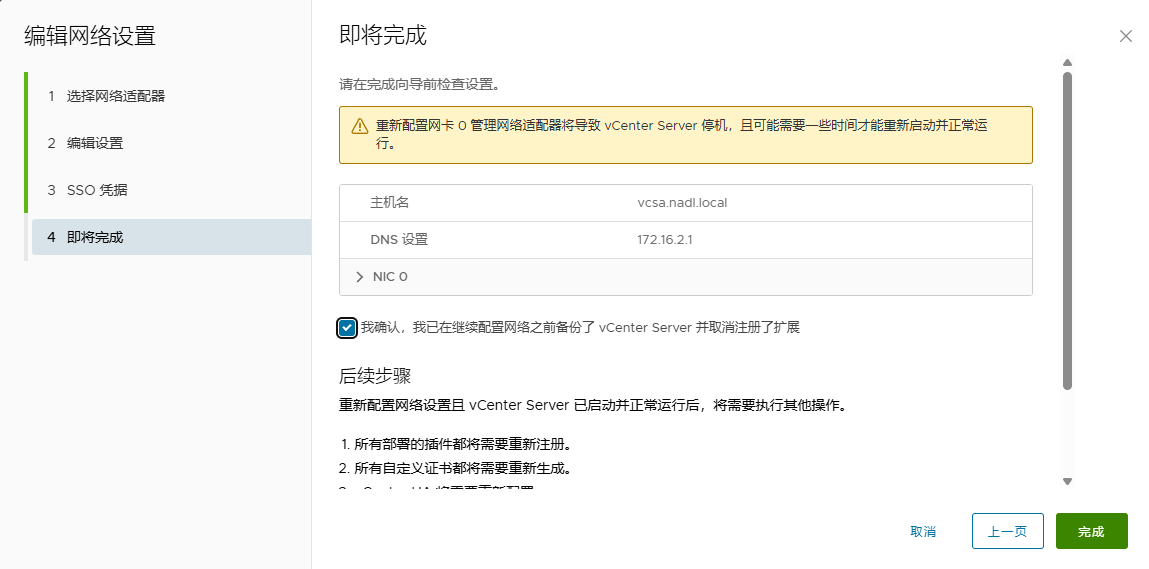 编辑网络设置
1 选择网络适配器
2 编辑设置
3 SSO 凭据
4 即将完成
即将完成
请在完成向导前检查设置。
重新配置网卡 0 管理网络适配器将导致 vCenter Server 停机，且可能需要一些时间才能重新启动并正常运
行。
主机名 vcsa.nadl.local
DNS 设置 172.16.2.1
NIC 0
我确认，我已在继续配置网络之前备份了 vCenter Server 并取消注册了扩展
后续步骤
重新配置网络设置且 vCenter Server 已启动并正常运行后，将需要执行其他操作。
1. 所有部署的插件都将需要重新注册。
2. 所有自定义证书都将需要重新生成。
取消 上一页 完成